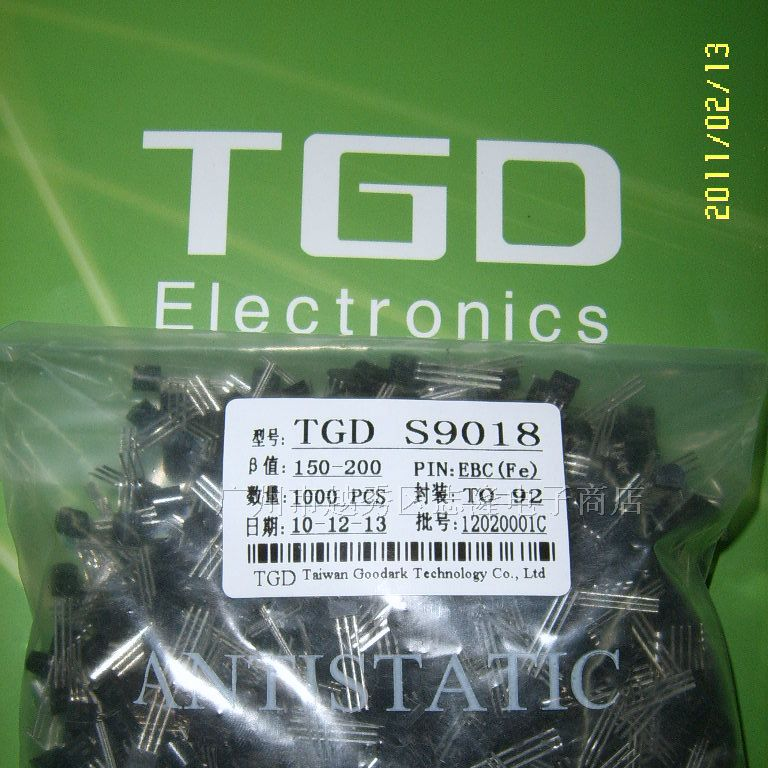 2011/02/13
TGD
Electronics
型号: TGD S9018
β值: 150-200 PIN:EBC(Fe)
数量: 1000 PCS 封装: TO-92
日期: 10-12-13 批号: 12020001C
TGD Taiwan Goodark Technology Co., Ltd
ANTISTATIC